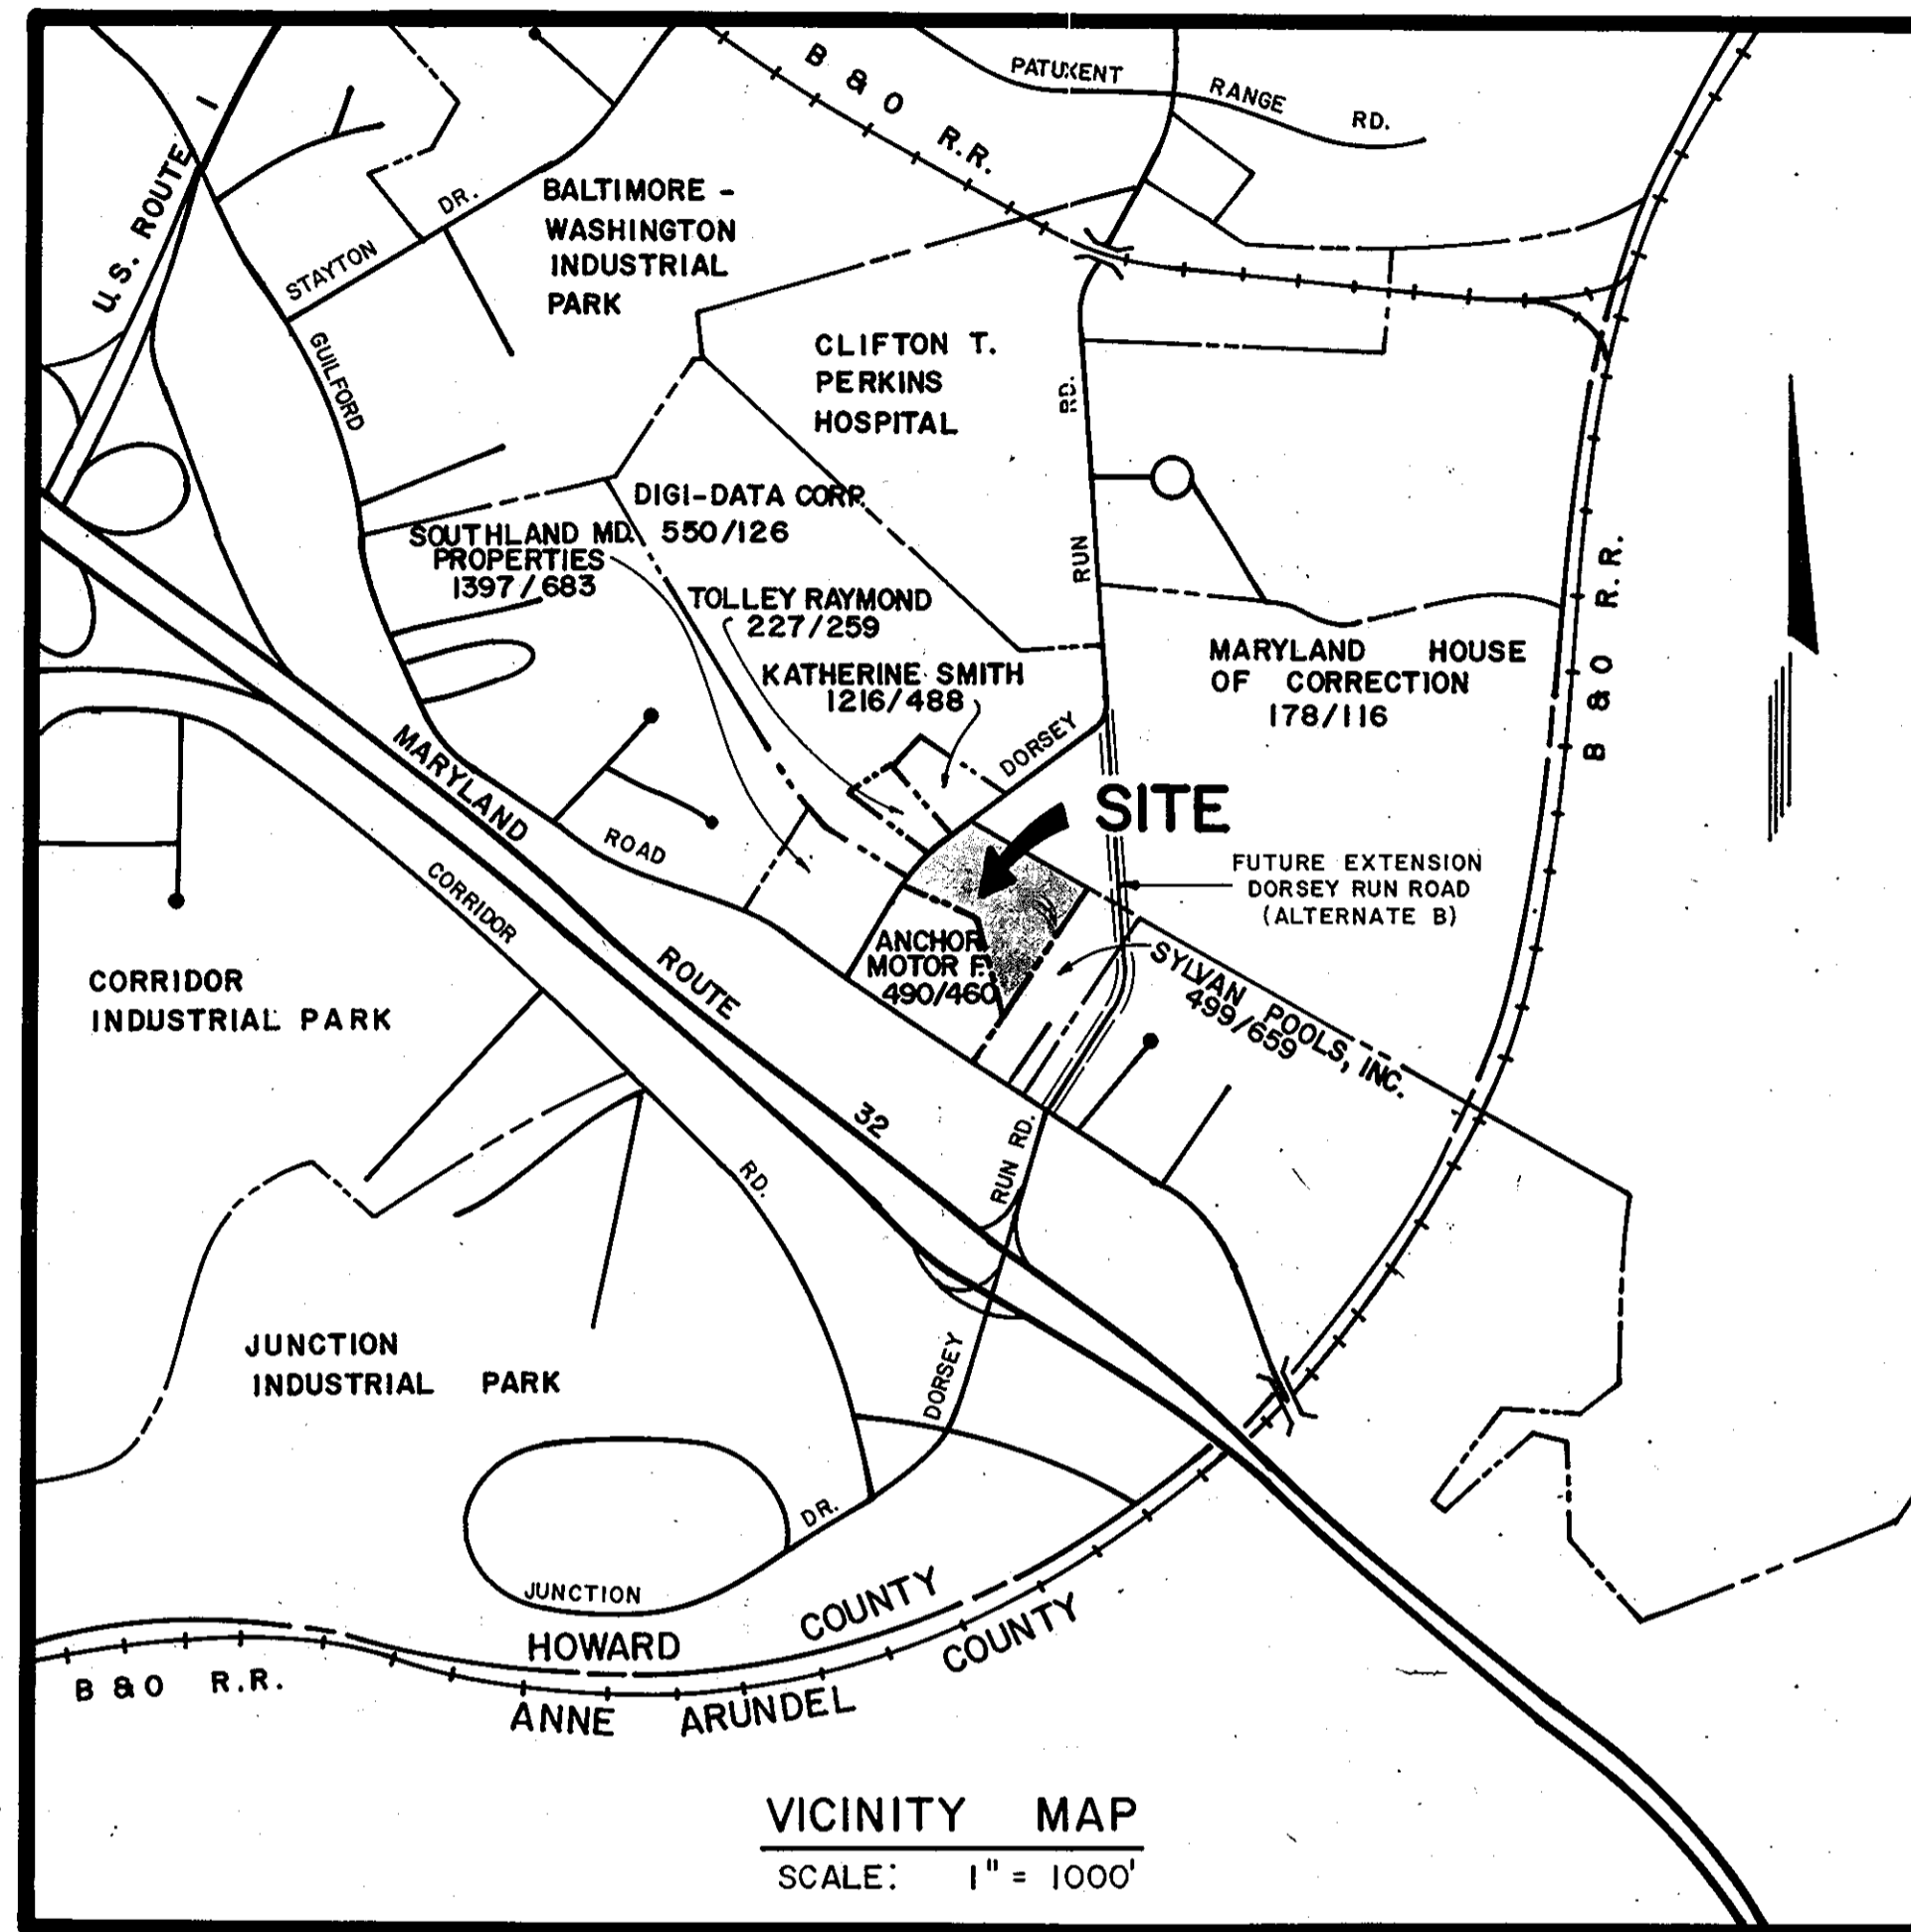 B & O R.R.
PATUXENT RANGE RD.
U.S. ROUTE 1
STAYTON DR.
BALTIMORE -
WASHINGTON
INDUSTRIAL
PARK
GUILFORD
CLIFTON T.
PERKINS
HOSPITAL
RD.
RUN
DORSEY
DIGI-DATA CORP.
550/126
SOUTHLAND MD.
PROPERTIES
1397/683
TOLLEY RAYMOND
227/259
KATHERINE SMITH
1216/488
MARYLAND HOUSE
OF CORRECTION
178/116
B & O R.R.
SITE
FUTURE EXTENSION
DORSEY RUN ROAD
(ALTERNATE B)
MARYLAND
ROUTE
32
ROAD
CORRIDOR
RD.
ANCHOR
MOTOR F.
490/460
SYLVAN POOLS, INC.
499/659
CORRIDOR
INDUSTRIAL PARK
RUN RD.
DORSEY
JUNCTION
INDUSTRIAL PARK
DR.
JUNCTION
HOWARD COUNTY
B & O R.R.
ANNE ARUNDEL COUNTY
VICINITY MAP
SCALE: 1" = 1000'